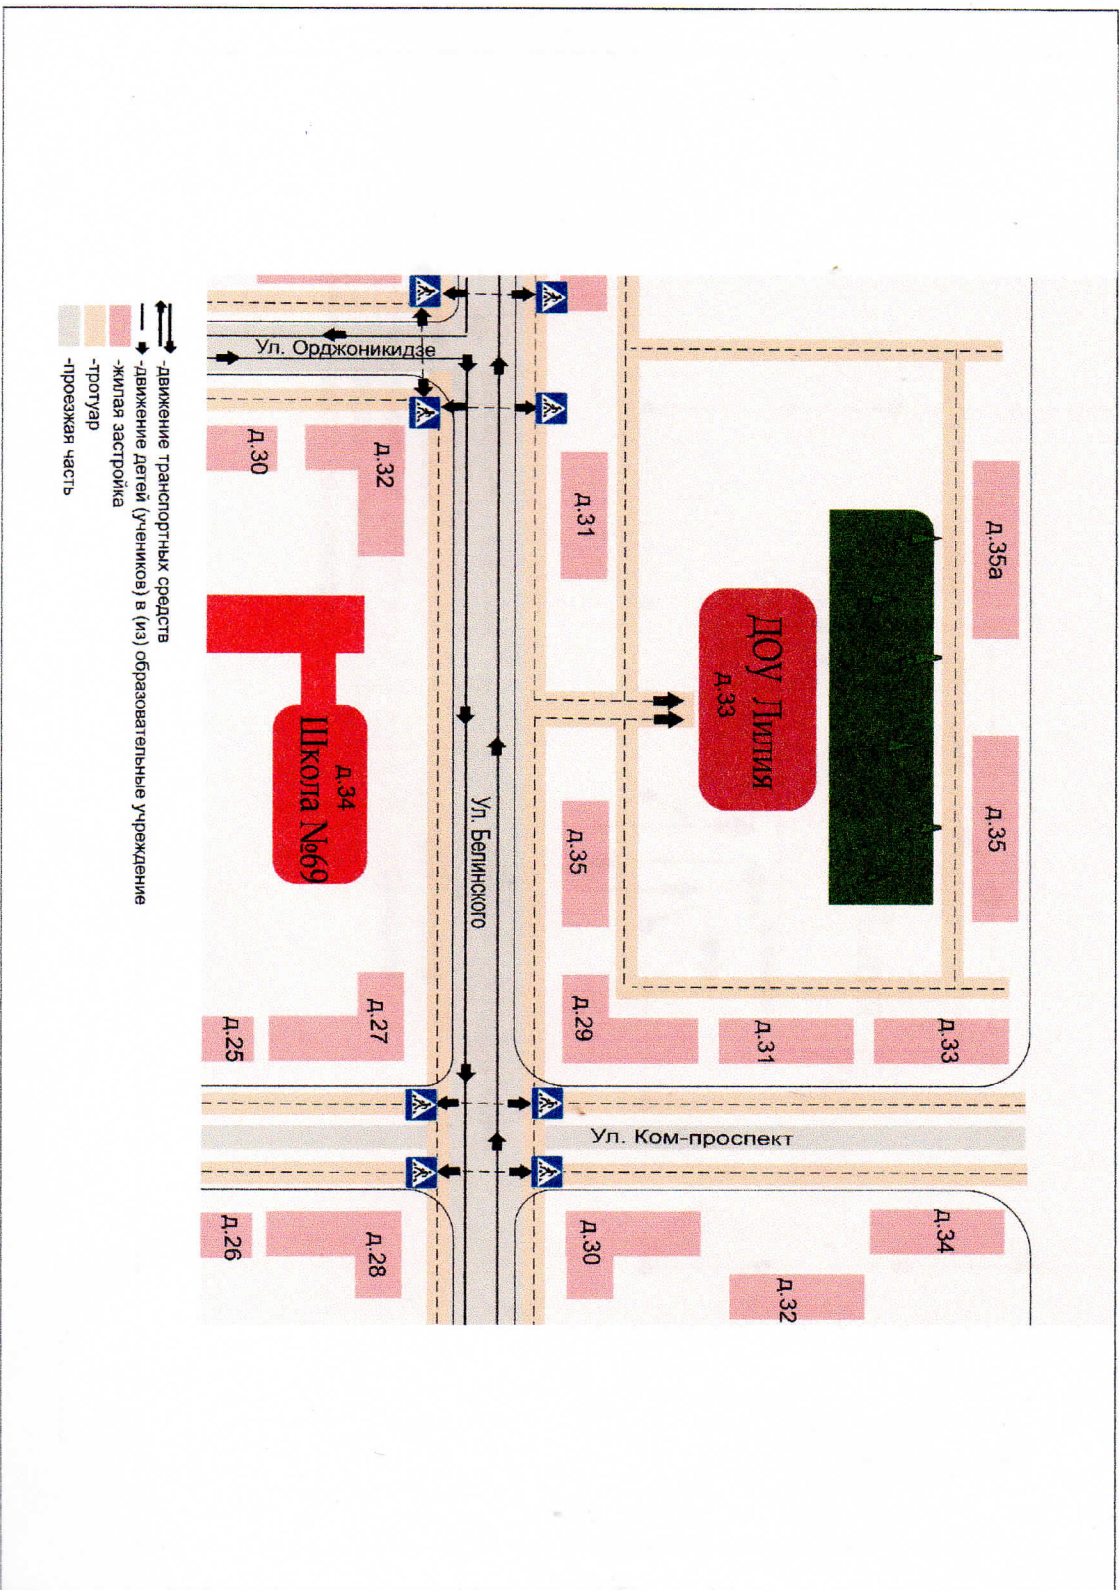 д.35а
д.35
д.31
ДОУ Лилия
д.33
д.35
д.29
д.31
д.33
Ул. Орджоникидзе
Ул. Белинского
Ул. Ком-проспект
д.32
д.30
д.34
Школа №69
д.27
д.25
д.34
д.32
д.30
д.28
д.26
-движение транспортных средств
-движение детей (учеников) в (из) образовательные учреждение
-жилая застройка
-тротуар
-проезжая часть